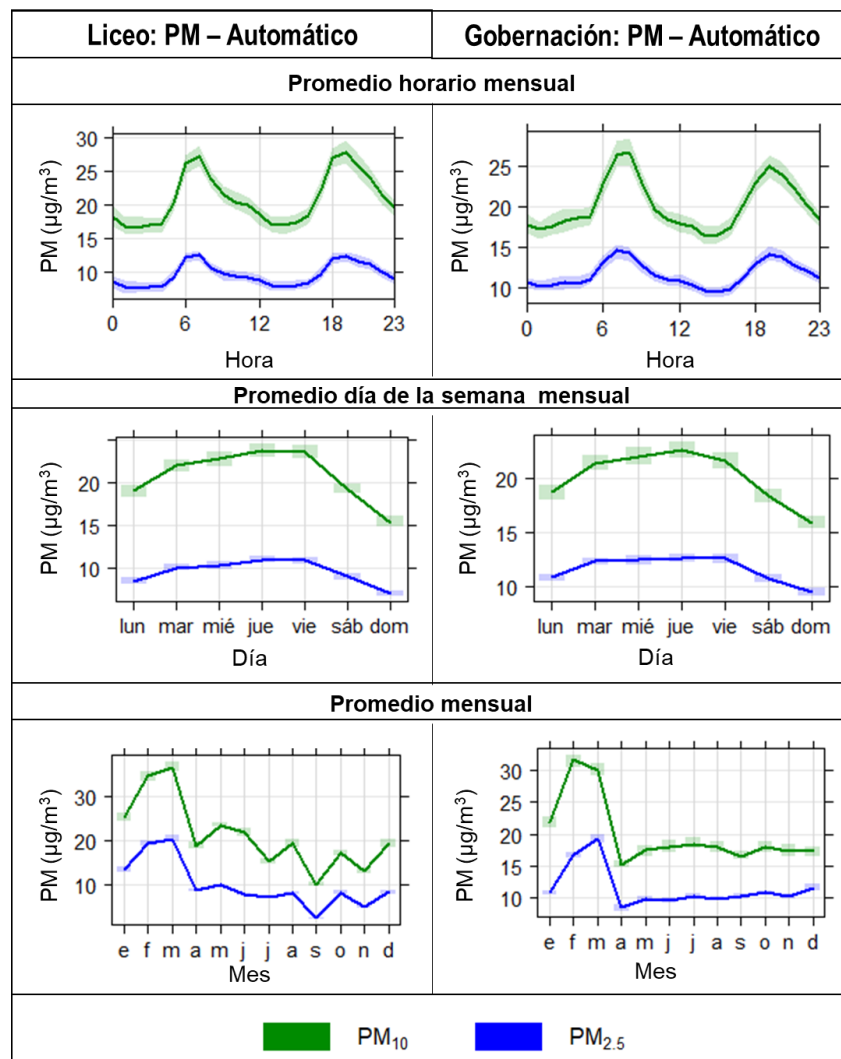 Liceo: PM – Automático
Gobernación: PM – Automático
Promedio horario mensual
PM (µg/m³)
30
25
20
15
10
0 6 12 18 23
Hora
PM (µg/m³)
25
20
15
10
0 6 12 18 23
Hora
Promedio día de la semana mensual
PM (µg/m³)
20
15
10
lun mar mié jue vie sáb dom
Día
PM (µg/m³)
20
15
10
lun mar mié jue vie sáb dom
Día
Promedio mensual
PM (µg/m³)
30
20
10
e f m a m j j a s o n d
Mes
PM (µg/m³)
30
25
20
15
10
e f m a m j j a s o n d
Mes
PM₁₀
PM₂.₅